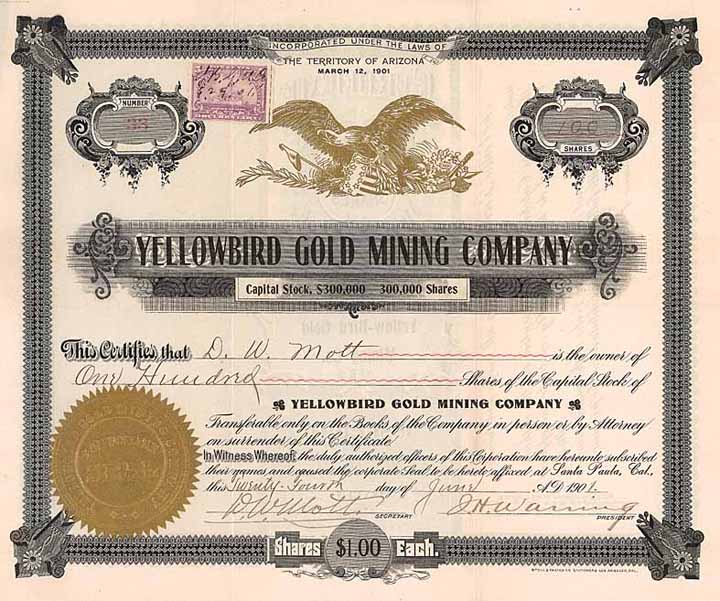 INCORPORATED UNDER THE LAWS OF
THE TERRITORY OF ARIZONA
MARCH 12, 1901
NUMBER
33
100
SHARES
YELLOWBIRD GOLD MINING COMPANY
Capital Stock, $300,000 300,000 Shares
This Certifies that D. W. Mott is the owner of
One Hundred Shares of the Capital Stock of
YELLOWBIRD GOLD MINING COMPANY
Transferable only on the Books of the Company in person or by Attorney
on surrender of this Certificate
In Witness Whereof, the duly authorized officers of this Corporation have hereunto subscribed
their names and caused the corporate Seal to be hereto affixed at Santa Paula, Cal.
this Twenty-Fourth day of June A.D. 1901.
D. W. Mott
SECRETARY
J. H. Waring
PRESIDENT
Shares $1.00 Each.